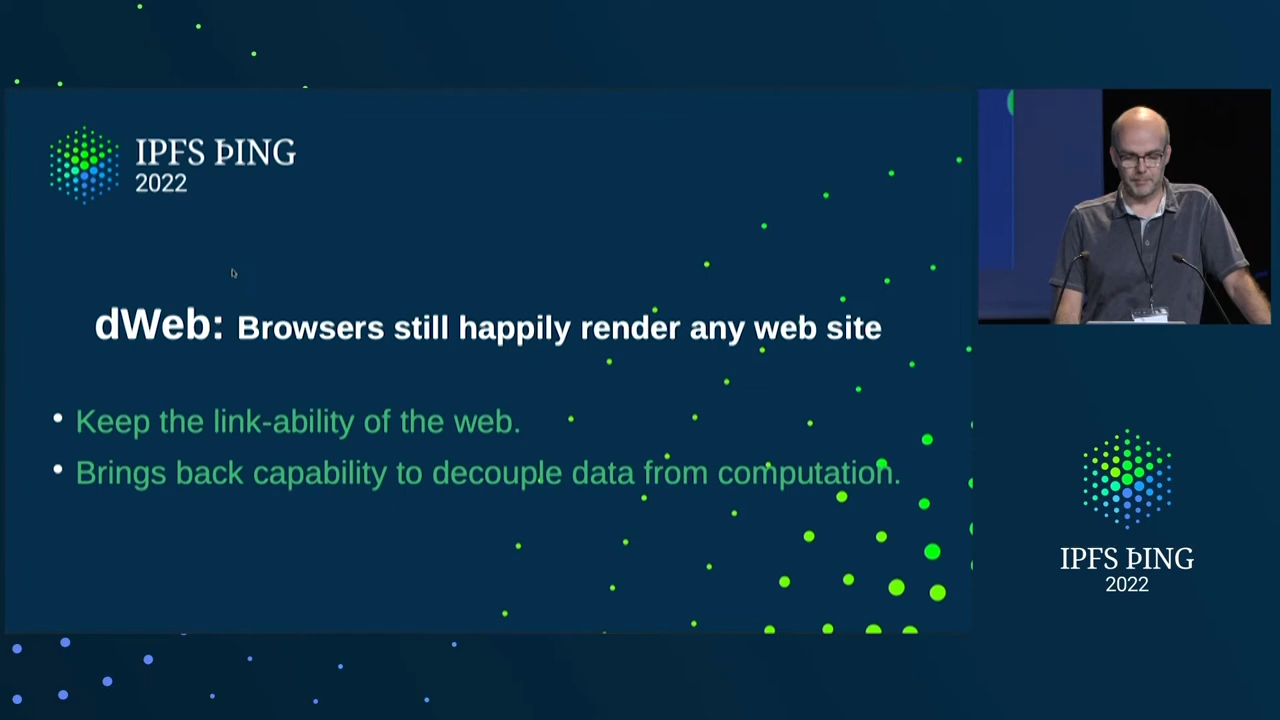 IPFS ÞING
2022
dWeb: Browsers still happily render any web site
• Keep the link-ability of the web.
• Brings back capability to decouple data from computation.
IPFS ÞING
2022